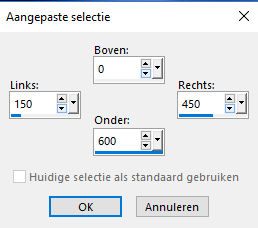 Aangepaste selectie
Boven:
0
Links:
150
Rechts:
450
Onder:
600
Huidige selectie als standaard gebruiken
OK
Annuleren